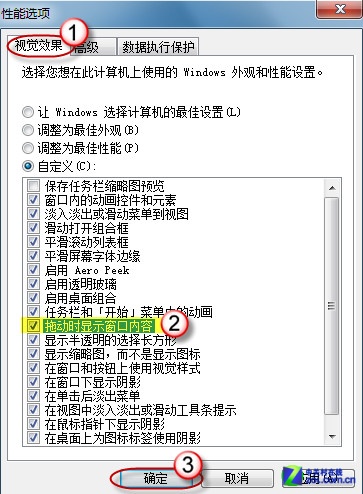 性能选项
1
视觉效果 高级 数据执行保护
选择您想在此计算机上使用的 Windows 外观和性能设置。
让 Windows 选择计算机的最佳设置(L)
调整为最佳外观(B)
调整为最佳性能(P)
自定义(C):
保存任务栏缩略图预览
窗口内的动画控件和元素
淡入淡出或滑动菜单到视图
滑动打开组合框
平滑滚动列表框
平滑屏幕字体边缘
启用 Aero Peek
启用透明玻璃
启用桌面组合
任务栏和「开始」菜单中的动画
拖动时显示窗口内容 2
显示半透明的选择长方形
显示缩略图，而不是显示图标
在窗口和按钮上使用视觉样式
在窗口下显示阴影
在单击后淡出菜单
在视图中淡入淡出或滑动工具条提示
在鼠标指针下显示阴影
在桌面上为图标标签使用阴影
3
确定 取消